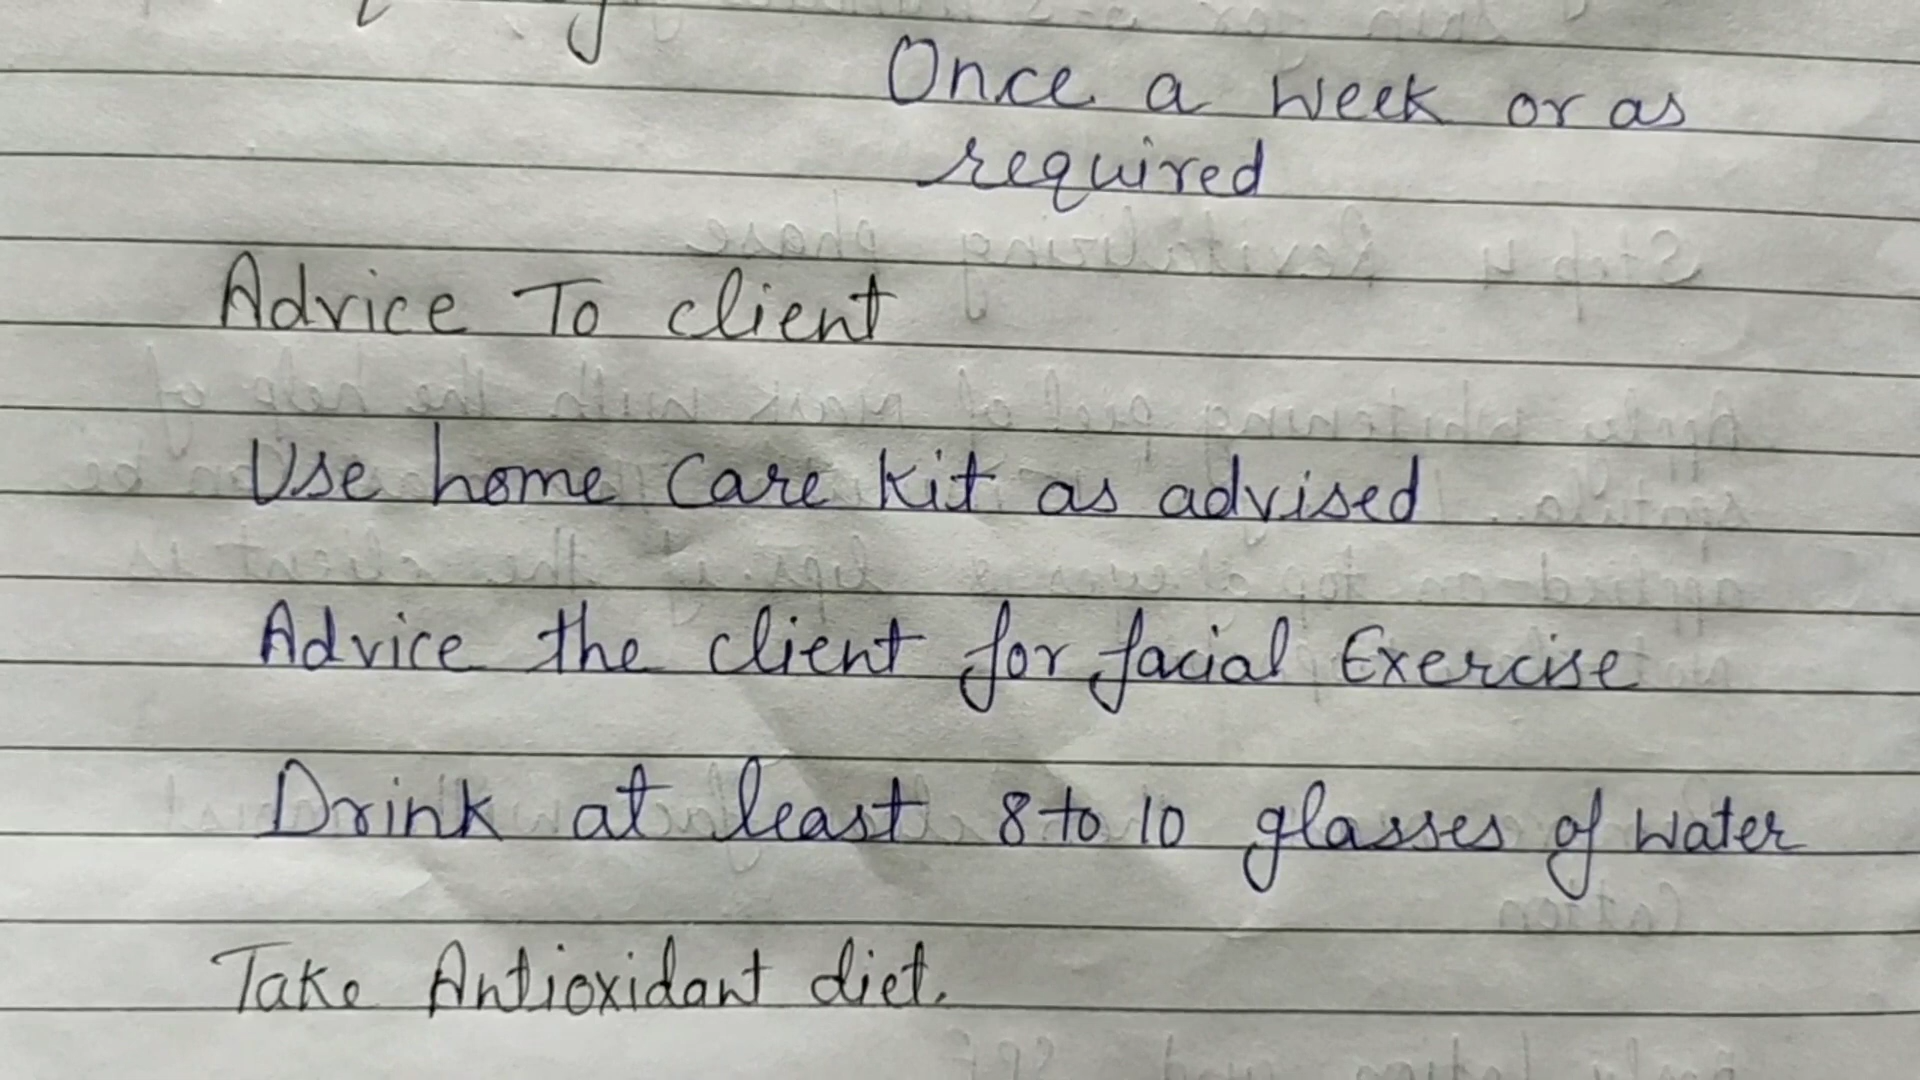 Once a week or as
required
Advice To client
Use home care kit as advised
Advice the client for facial Exercise
Drink at least 8 to 10 glasses of water
Take Antioxidant diet.